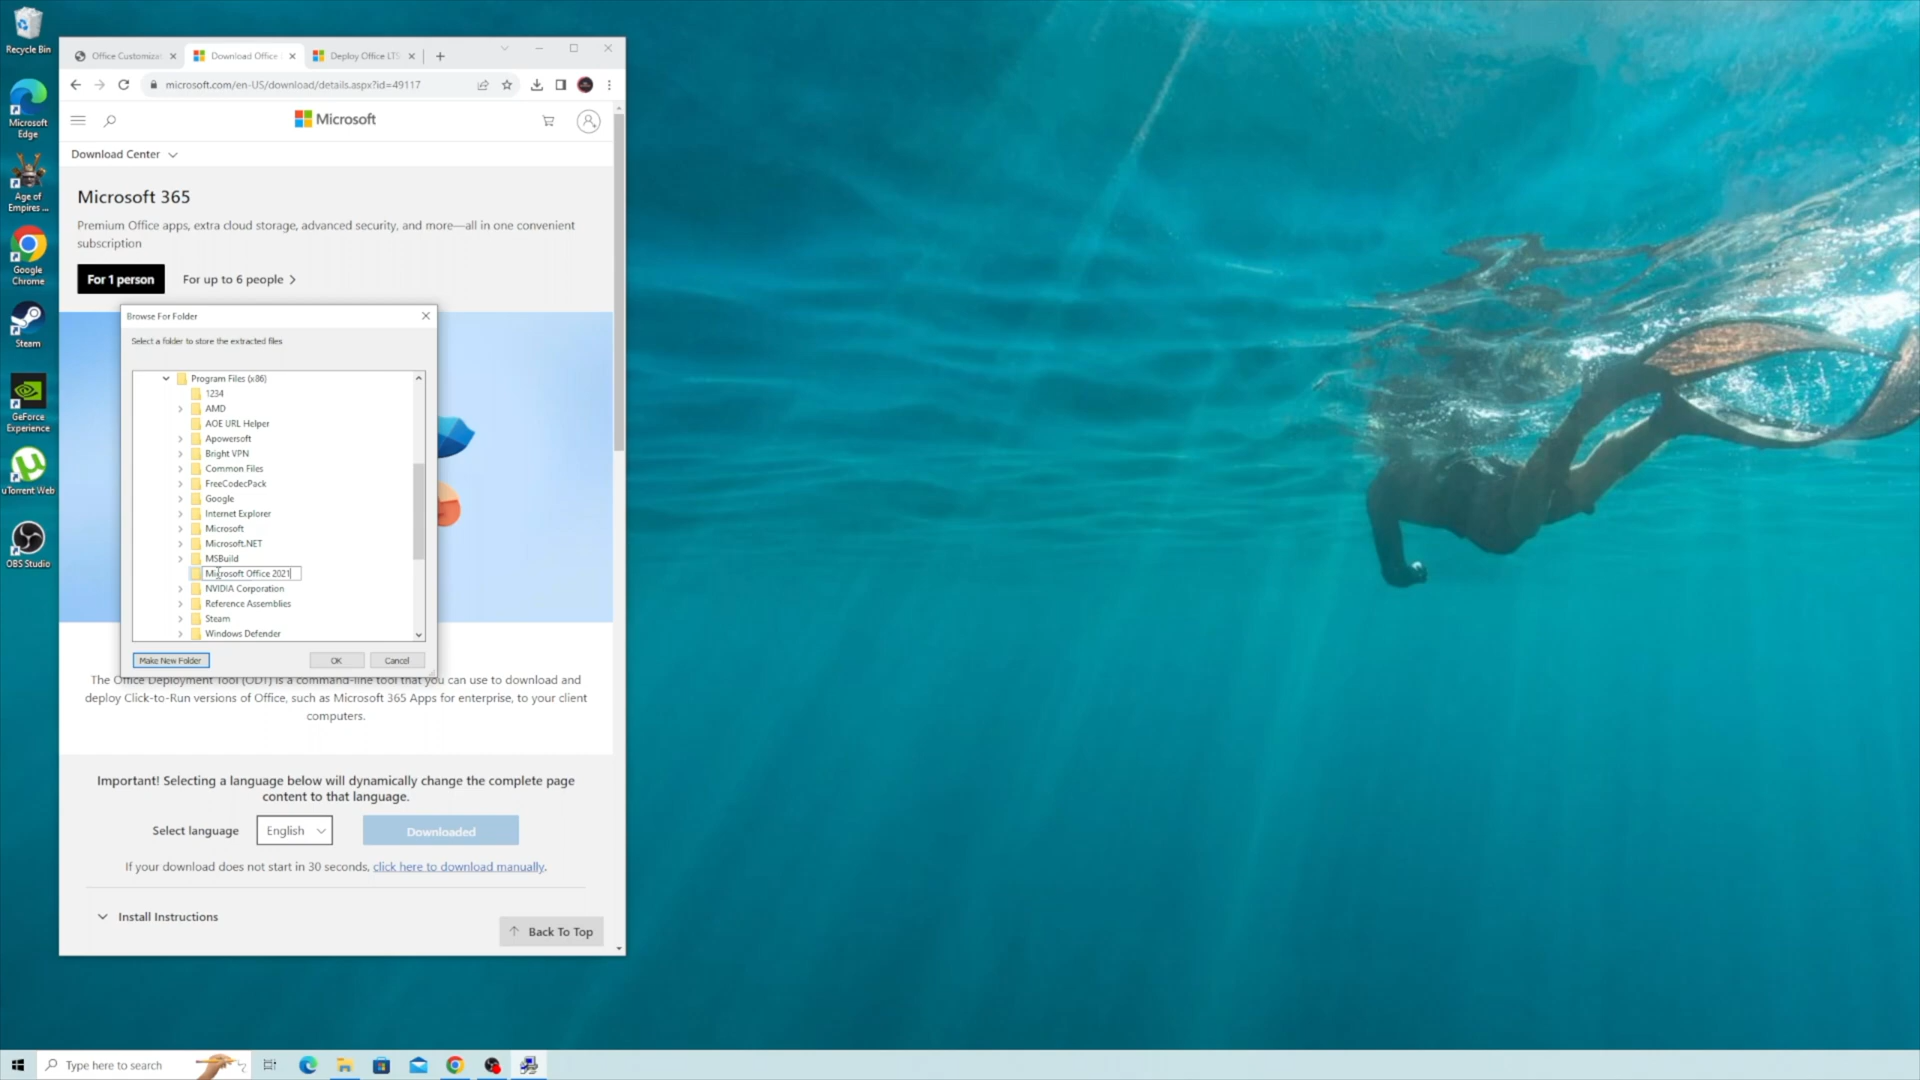 Recycle Bin
Microsoft
Edge
Age of
Empires ...
Google
Chrome
Steam
GeForce
Experience
uTorrent Web
OBS Studio
Office Customiza
Download Office
Deploy Office LTS
microsoft.com/en-US/download/details.aspx?id=49117
Microsoft
Download Center
Microsoft 365
Premium Office apps, extra cloud storage, advanced security, and more—all in one convenient
subscription
For 1 person
For up to 6 people
Browse For Folder
Select a folder to store the extracted files
Program Files (x86)
1234
AMD
AOE URL Helper
Apowersoft
Bright VPN
Common Files
FreeCodecPack
Google
Internet Explorer
Microsoft
Microsoft.NET
MSBuild
Microsoft Office 2021
NVIDIA Corporation
Reference Assemblies
Steam
Windows Defender
Make New Folder
OK
Cancel
The Office Deployment Tool (ODT) is a command-line tool that you can use to download and
deploy Click-to-Run versions of Office, such as Microsoft 365 Apps for enterprise, to your client
computers.
Important! Selecting a language below will dynamically change the complete page
content to that language.
Select language
English
Downloaded
If your download does not start in 30 seconds, click here to download manually.
Install Instructions
Back To Top
Type here to search